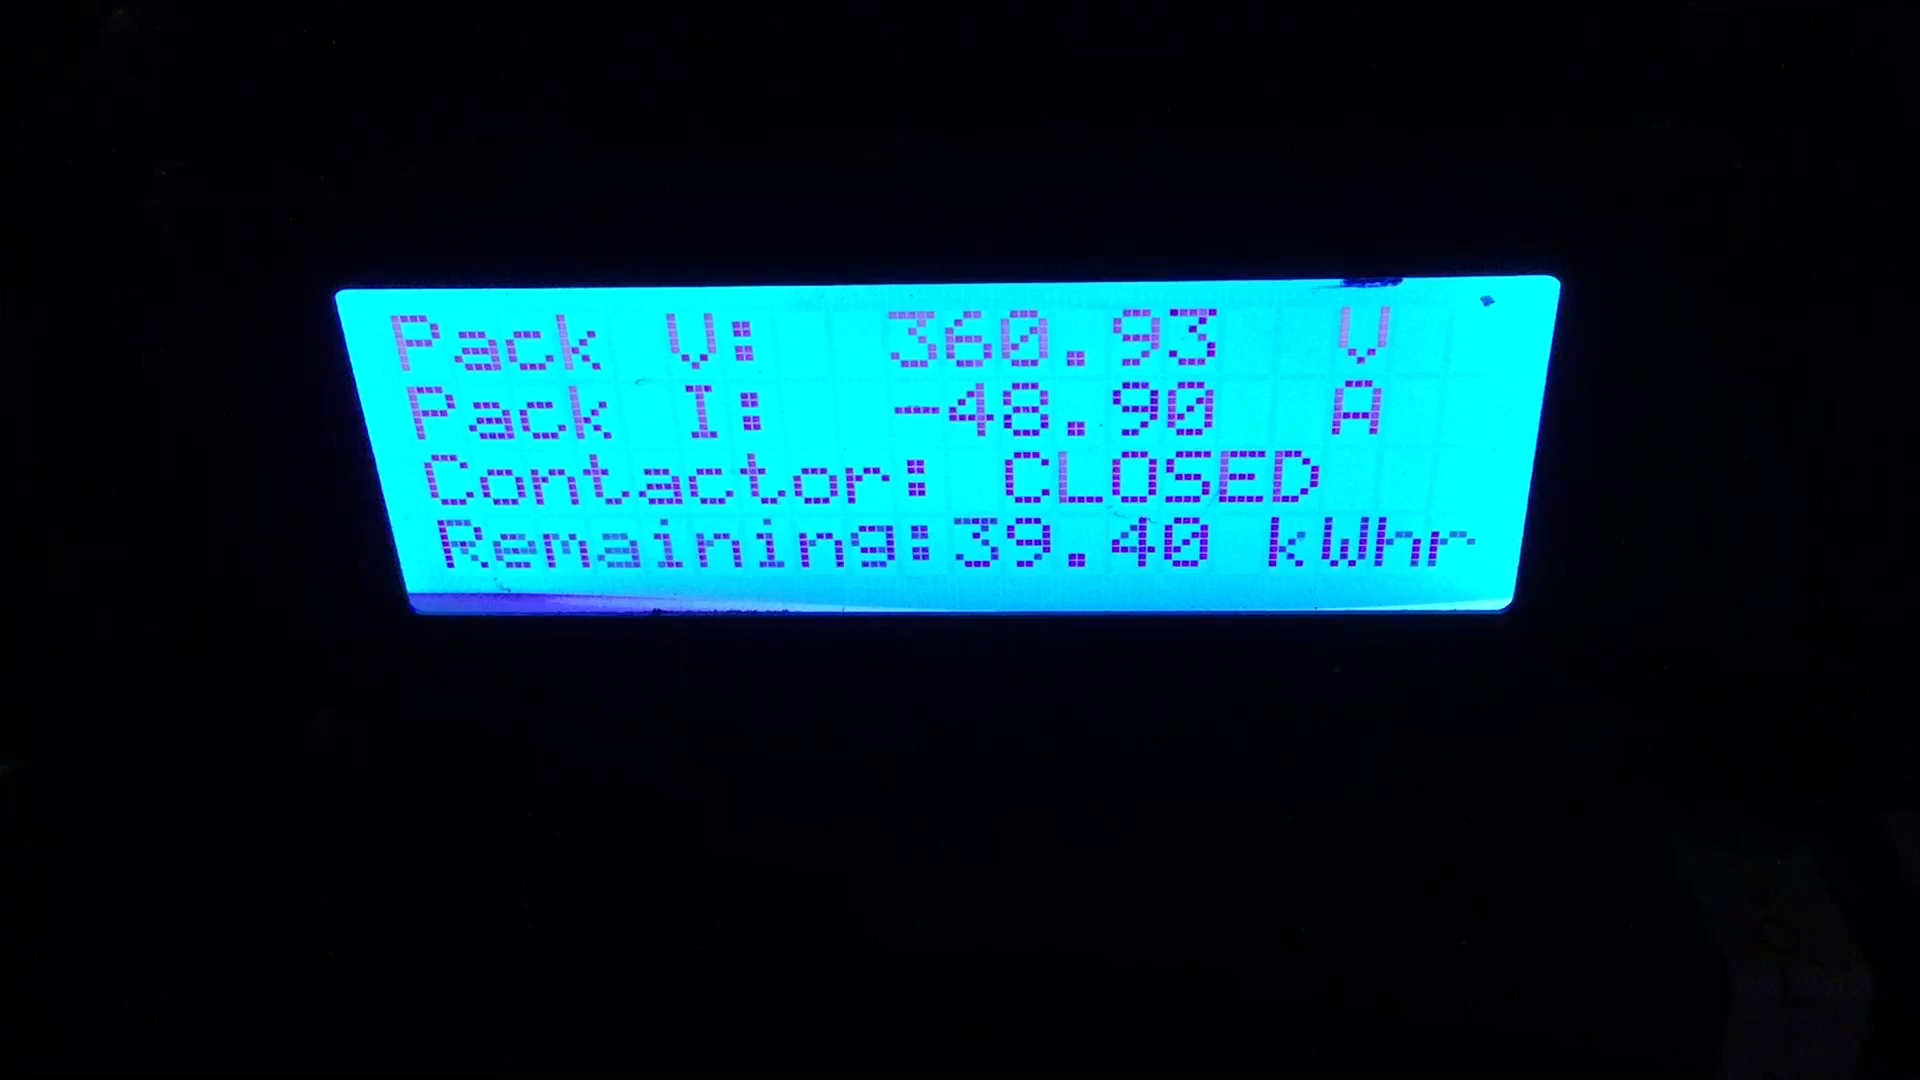 Pack V: 360.93 V
Pack I: -48.90 A
Contactor: CLOSED
Remaining:39.40 kWhr